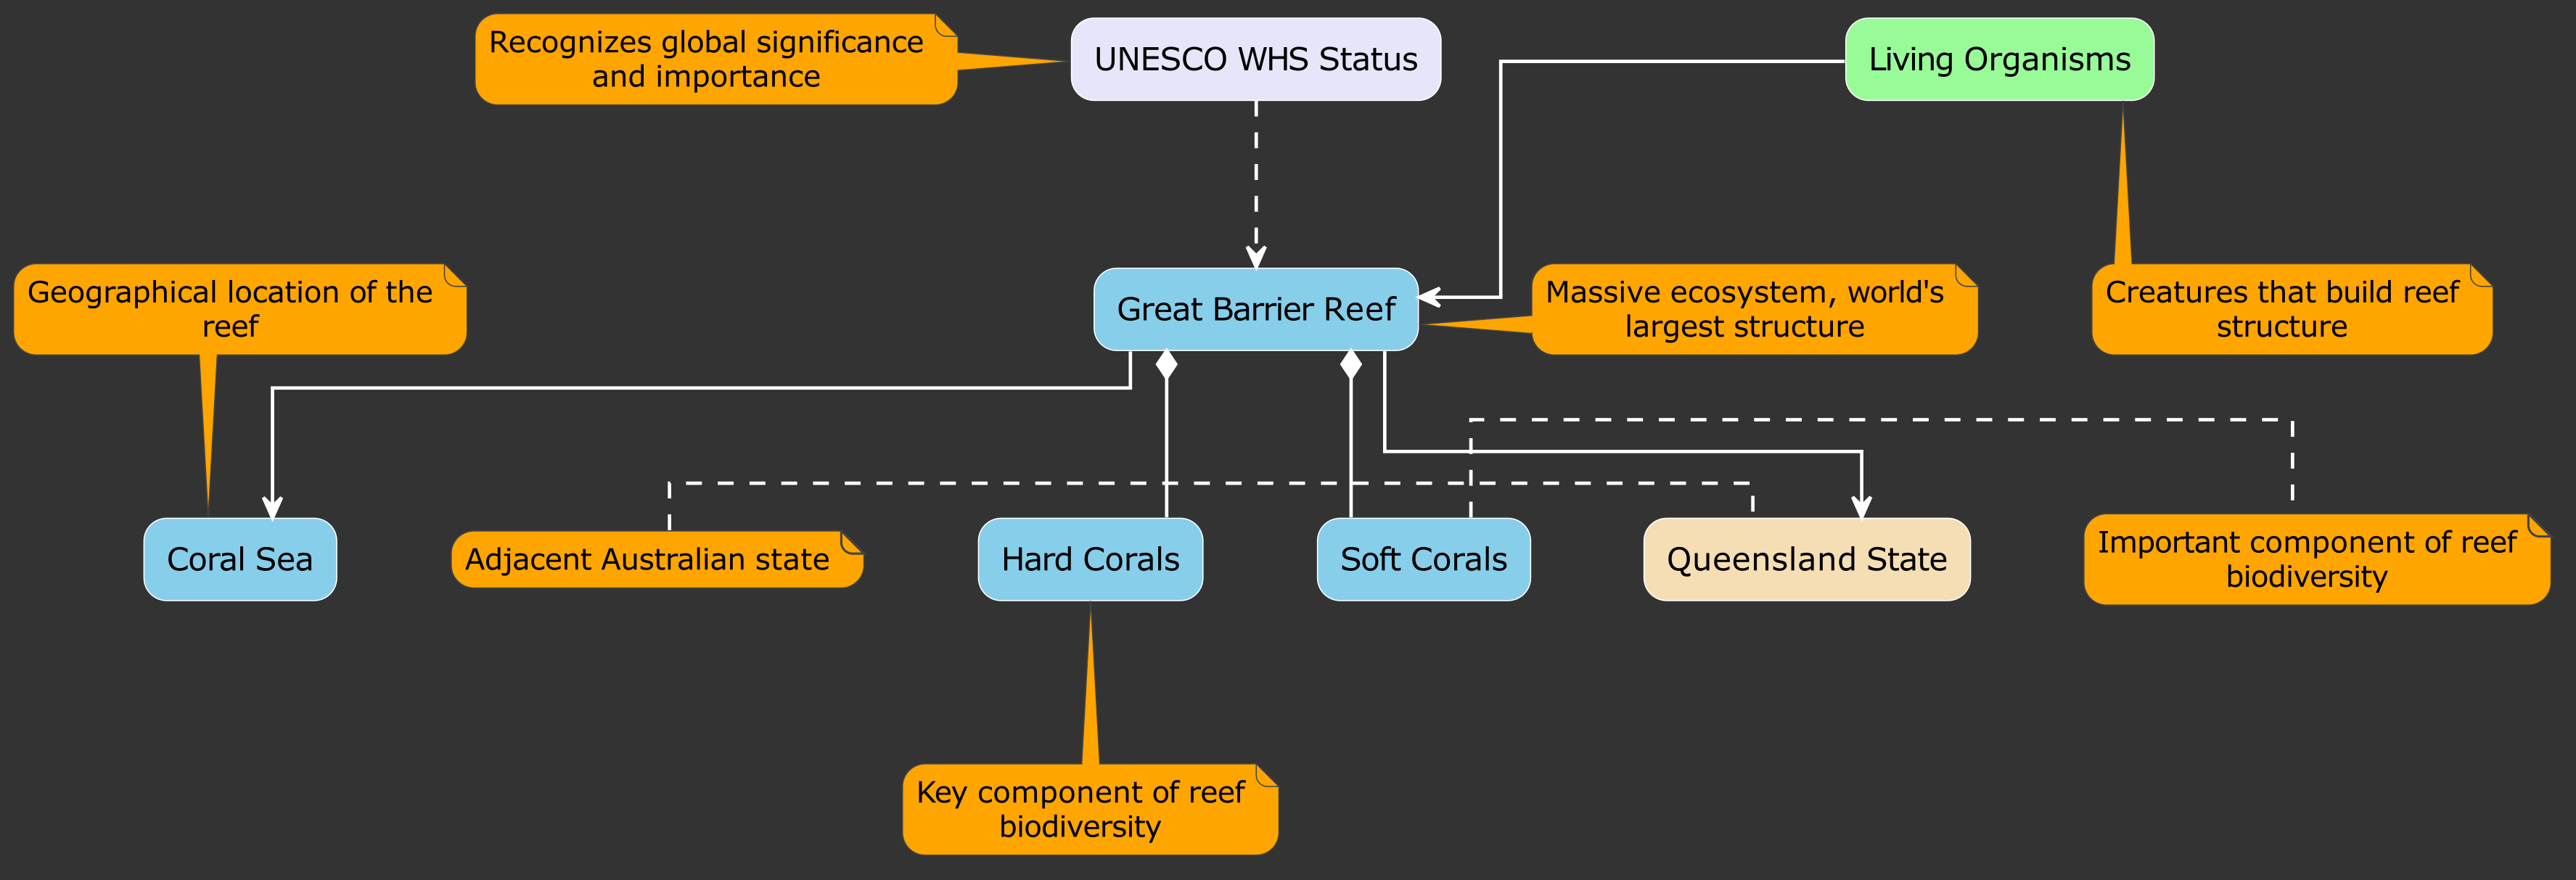 Recognizes global significance
and importance
UNESCO WHS Status
Living Organisms
Geographical location of the
reef
Great Barrier Reef
Massive ecosystem, world's
largest structure
Creatures that build reef
structure
Coral Sea
Adjacent Australian state
Hard Corals
Soft Corals
Queensland State
Important component of reef
biodiversity
Key component of reef
biodiversity